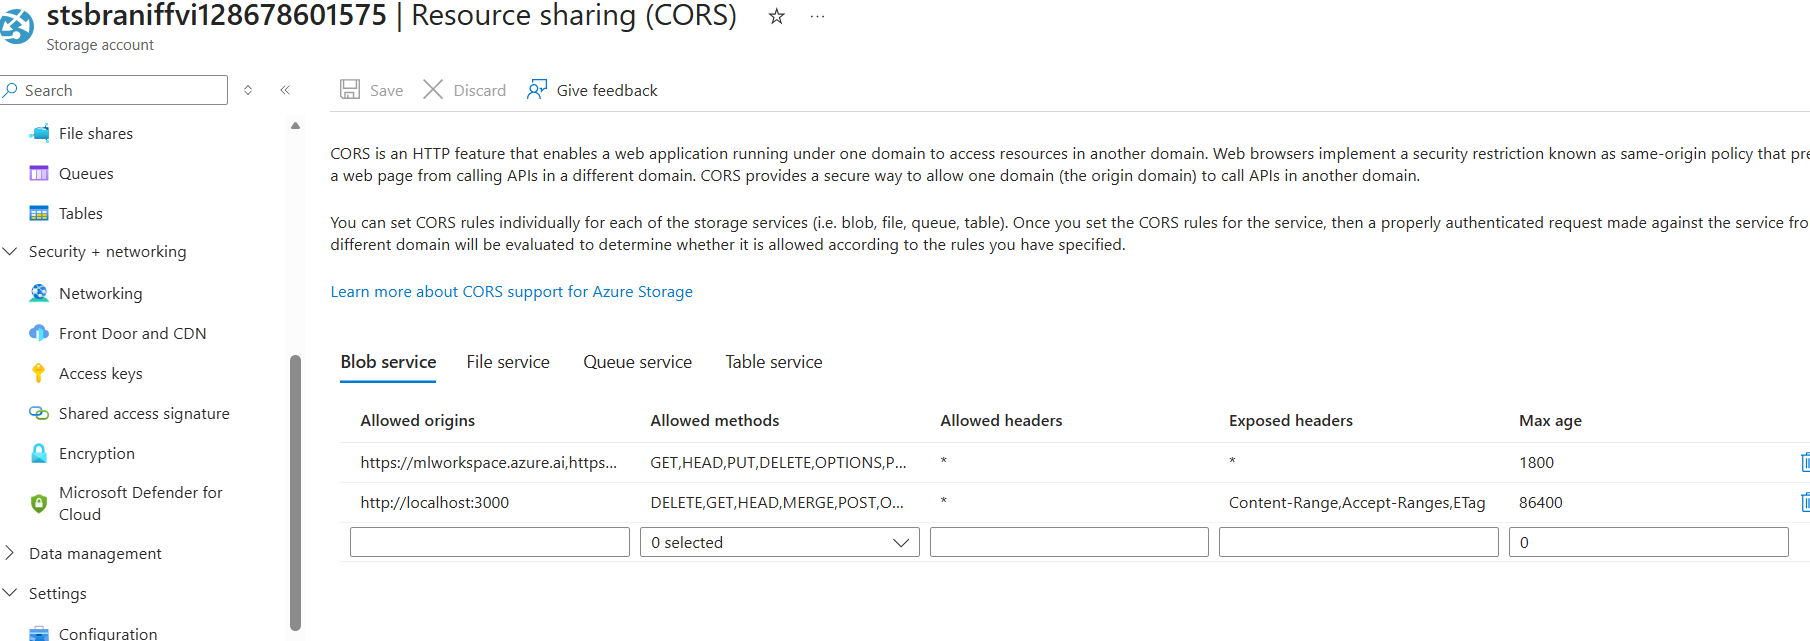 stsbraniffvi128678601575 | Resource sharing (CORS)
Storage account
Search
Save
Discard
Give feedback
File shares
Queues
Tables
Security + networking
Networking
Front Door and CDN
Access keys
Shared access signature
Encryption
Microsoft Defender for
Cloud
Data management
Settings
Configuration
CORS is an HTTP feature that enables a web application running under one domain to access resources in another domain. Web browsers implement a security restriction known as same-origin policy that pre
a web page from calling APIs in a different domain. CORS provides a secure way to allow one domain (the origin domain) to call APIs in another domain.
You can set CORS rules individually for each of the storage services (i.e. blob, file, queue, table). Once you set the CORS rules for the service, then a properly authenticated request made against the service fro
different domain will be evaluated to determine whether it is allowed according to the rules you have specified.
Learn more about CORS support for Azure Storage
Blob service File service Queue service Table service
Allowed origins Allowed methods Allowed headers Exposed headers Max age
https://mlworkspace.azure.ai,https... GET,HEAD,PUT,DELETE,OPTIONS,P... * * 1800
http://localhost:3000 DELETE,GET,HEAD,MERGE,POST,O... * Content-Range,Accept-Ranges,ETag 86400
0 selected 0